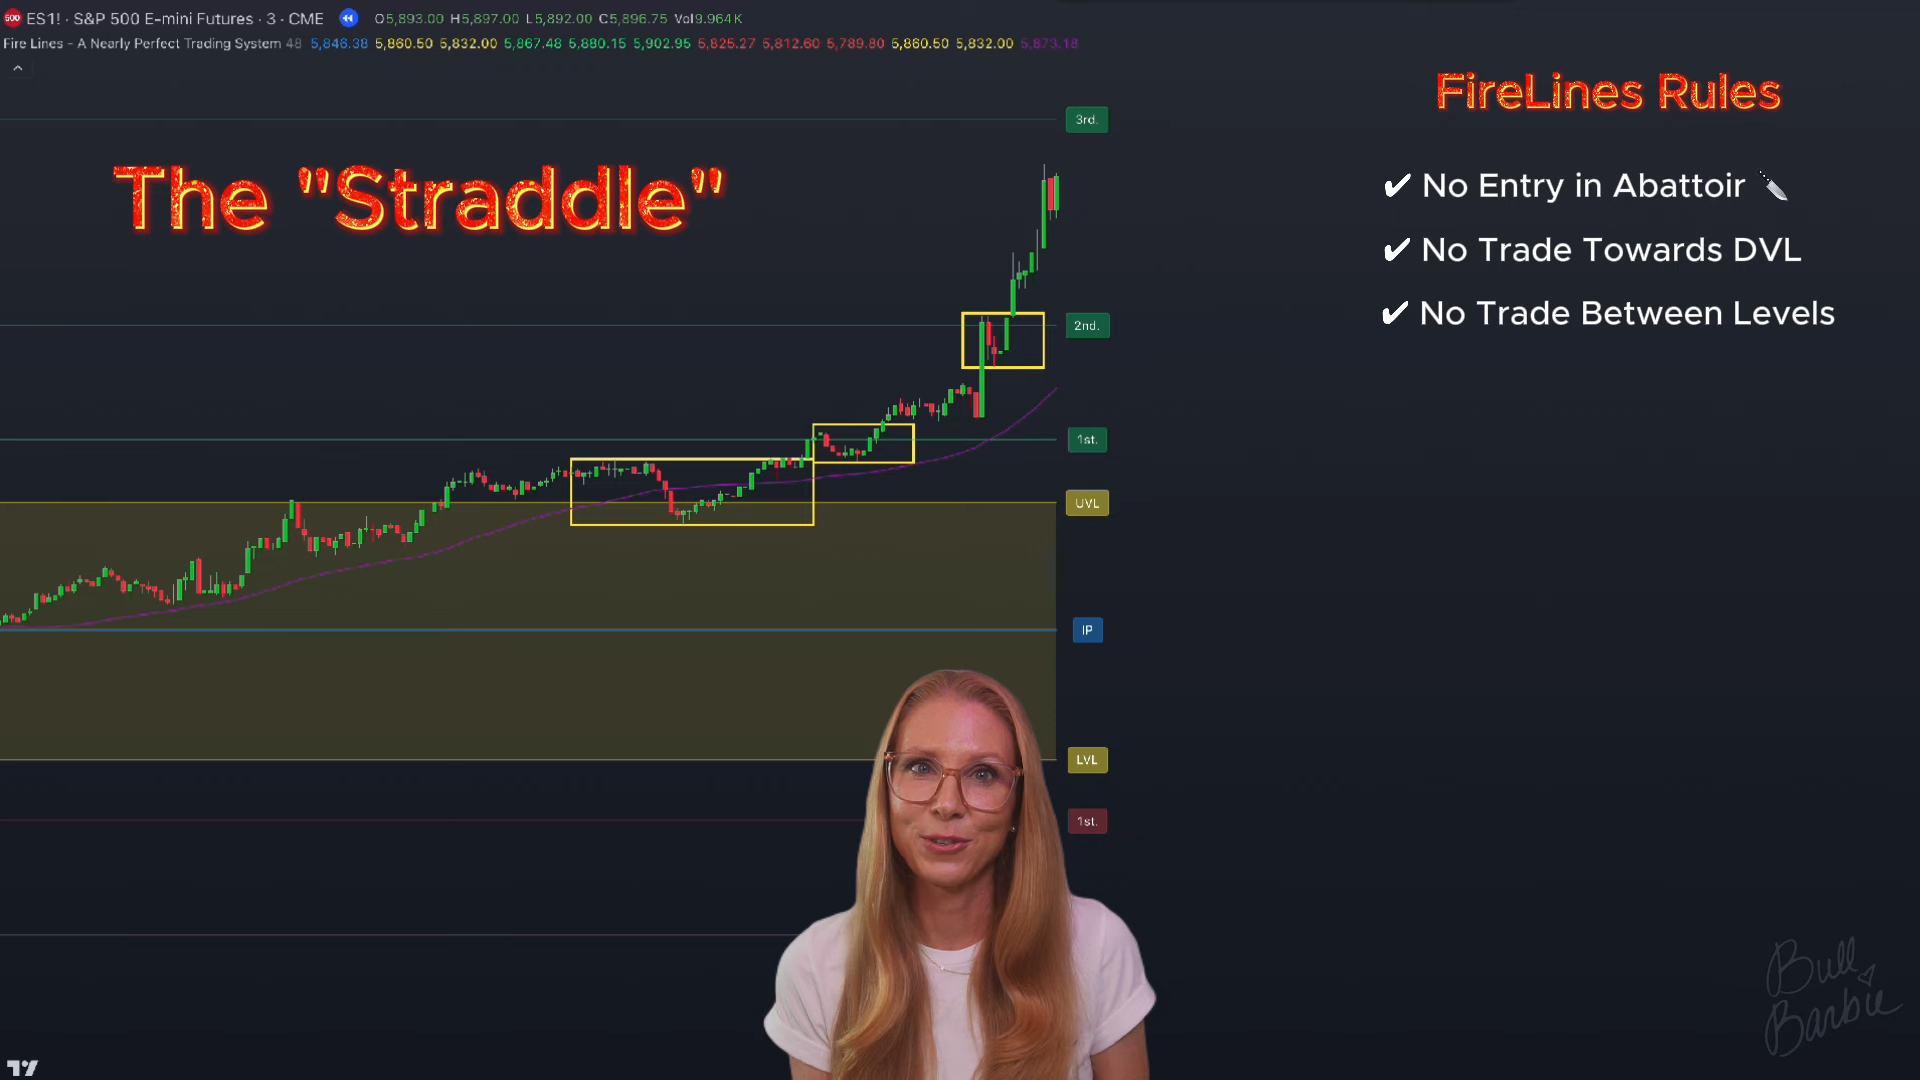 500 ES1! · S&P 500 E-mini Futures · 3 · CME O5,893.00 H5,897.00 L5,892.00 C5,896.75 Vol9.964K
Fire Lines - A Nearly Perfect Trading System 48 5,846.38 5,860.50 5,832.00 5,867.48 5,880.15 5,902.95 5,825.27 5,812.60 5,789.80 5,860.50 5,832.00 5,873.18
FireLines Rules
✔ No Entry in Abattoir 🔪
✔ No Trade Towards DVL
✔ No Trade Between Levels
The "Straddle"
3rd.
2nd.
1st.
UVL
IP
LVL
1st.
Bull
Barbie